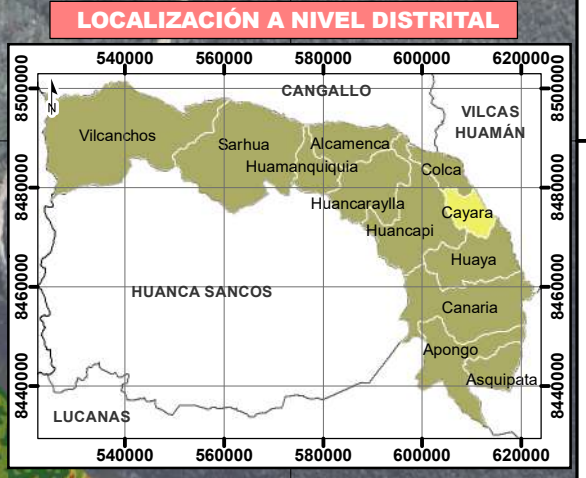 LOCALIZACIÓN A NIVEL DISTRITAL
540000 560000 580000 600000 620000
8500000 8500000
N
CANGALLO
VILCAS
HUAMÁN
Vilcanchos
Sarhua
Alcamenca
Huamanquiquia
Colca
8480000 8480000
Huancaraylla
Cayara
Huancapi
Huaya
8460000 8460000
HUANCA SANCOS
Canaria
Apongo
Asquipata
8440000 8440000
LUCANAS
540000 560000 580000 600000 620000